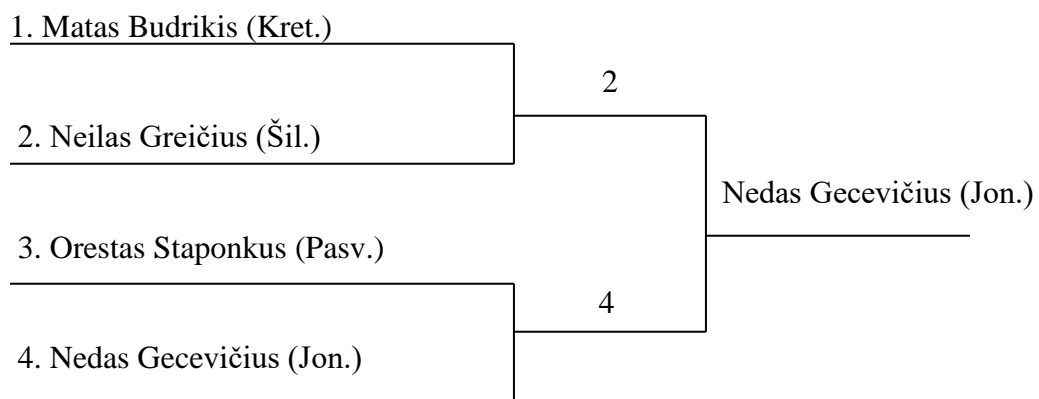 1. Matas Budrikis (Kret.)
2
2. Neilas Greičius (Šil.)
Nedas Gecevičius (Jon.)
3. Orestas Staponkus (Pasv.)
4
4. Nedas Gecevičius (Jon.)